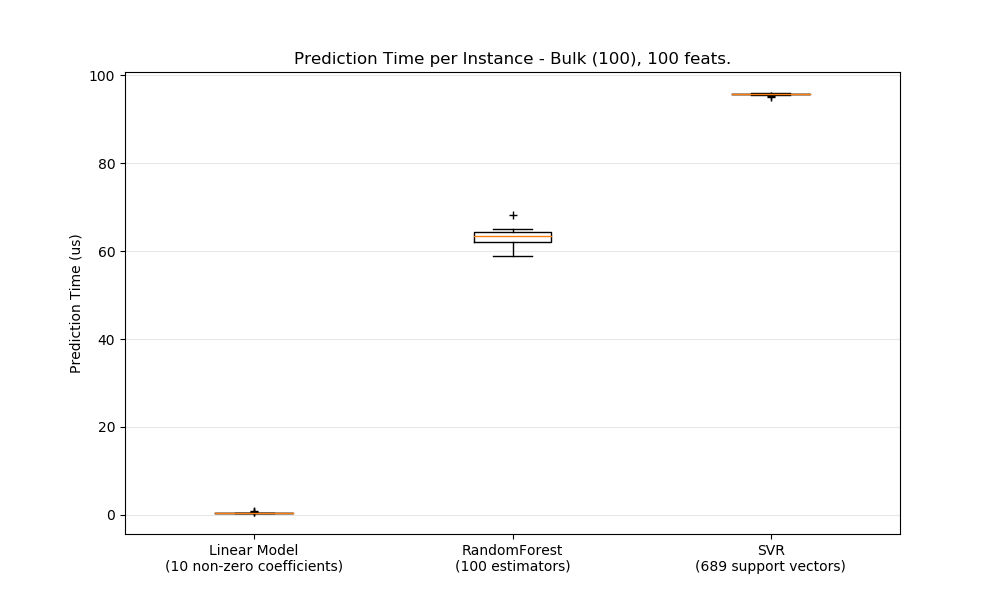 Prediction Time per Instance - Bulk (100), 100 feats.
100
80
60
40
20
0
Prediction Time (us)
Linear Model
(10 non-zero coefficients)
RandomForest
(100 estimators)
SVR
(689 support vectors)